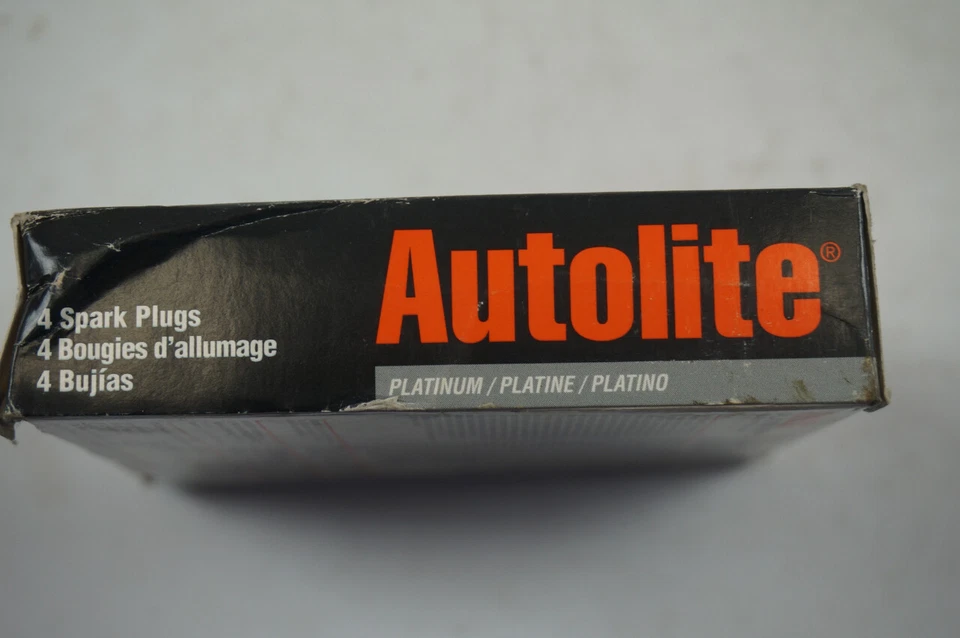 4 Spark Plugs
4 Bougies d'allumage
4 Bujías
Autolite®
PLATINUM / PLATINE / PLATINO